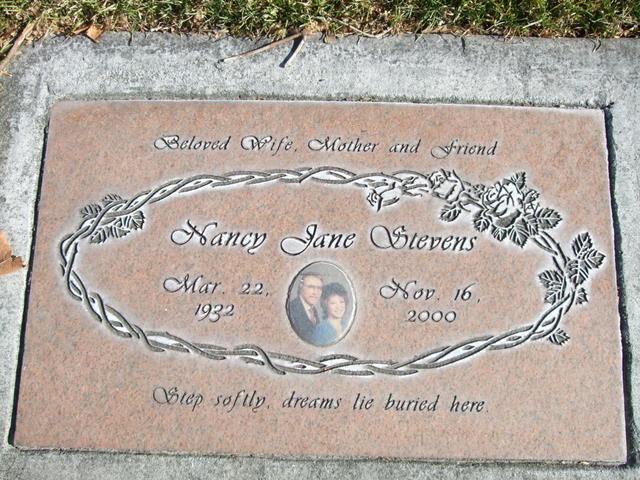 Beloved Wife, Mother and Friend
Nancy Jane Stevens
Mar. 22, 1932
Nov. 16, 2000
Step softly, dreams lie buried here.